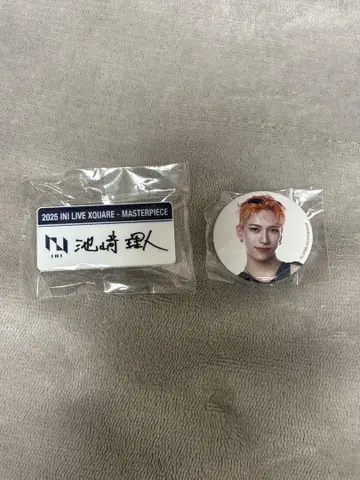 2025 INI LIVE XQUARE - MASTERPIECE
池﨑理人
INI